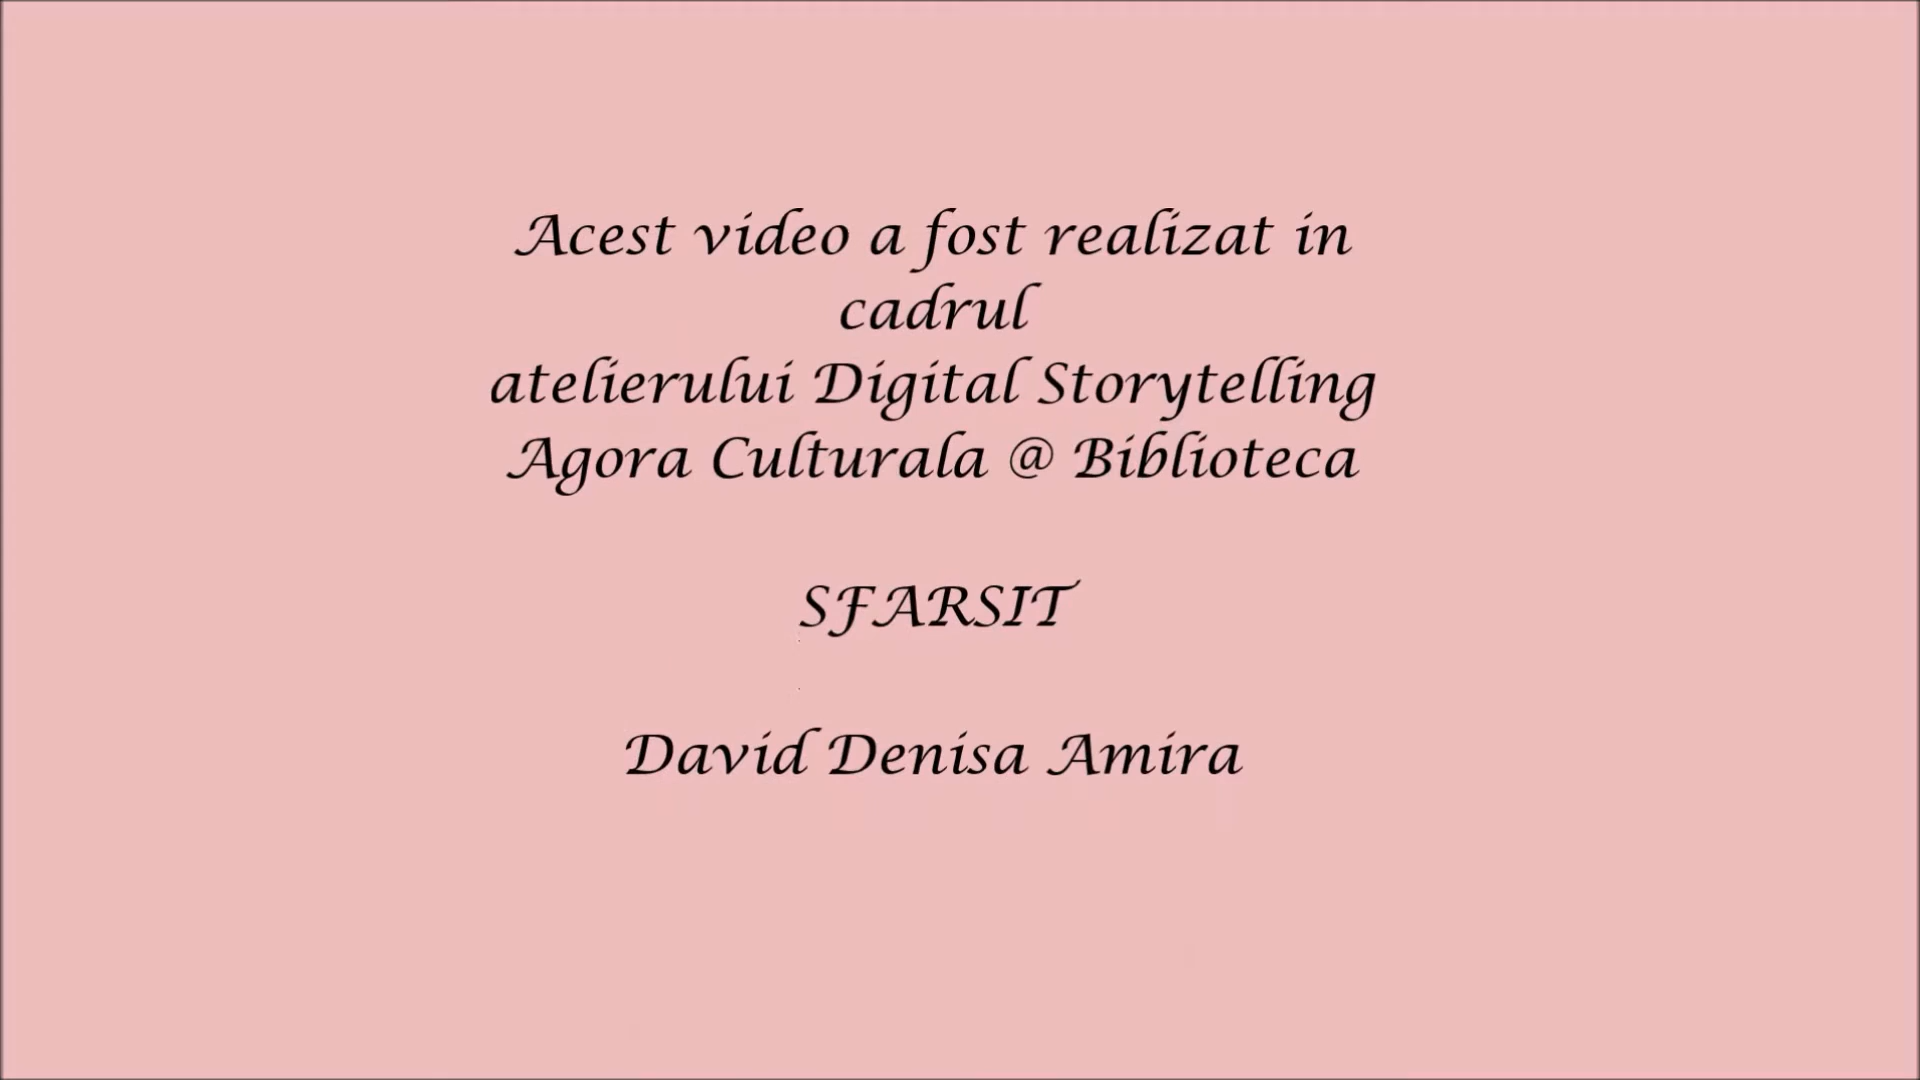 Acest video a fost realizat in
cadrul
atelierului Digital Storytelling
Agora Culturala @ Biblioteca
SFARSIT
David Denisa Amira